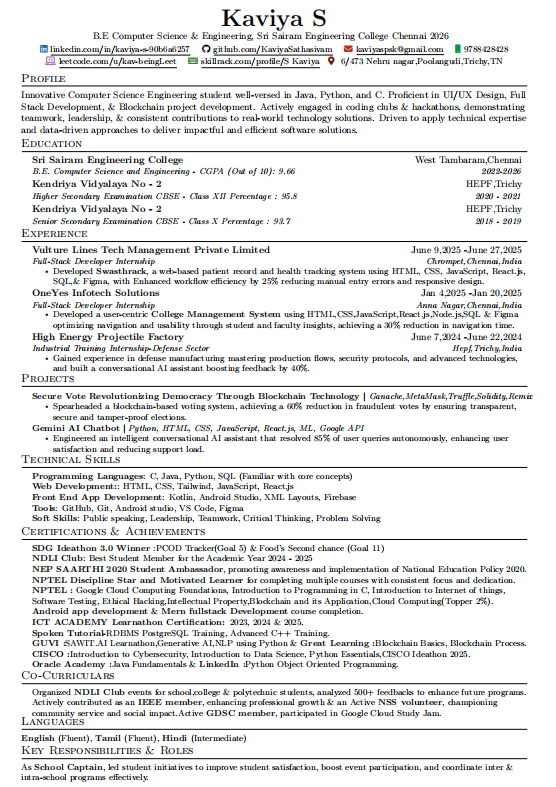 Kaviya S
B.E Computer Science & Engineering, Sri Sairam Engineering College Chennai 2026
linkedin.com/in/kaviya-s-90b6a6257 github.com/KaviyaSathasivam kaviyaspsk@gmail.com 9788428428
leetcode.com/u/kav-beingLeet skillrack.com/profile/S Kaviya 6/473 Nehru nagar,Poolangudi,Trichy,TN
Profile
Innovative Computer Science Engineering student well-versed in Java, Python, and C. Proficient in UI/UX Design, Full
Stack Development, & Blockchain project development. Actively engaged in coding clubs & hackathons, demonstrating
teamwork, leadership, & consistent contributions to real-world technology solutions. Driven to apply technical expertise
and data-driven approaches to deliver impactful and efficient software solutions.
Education
Sri Sairam Engineering College West Tambaram,Chennai
B.E. Computer Science and Engineering - CGPA (Out of 10): 9.66 2022-2026
Kendriya Vidyalaya No - 2 HEPF,Trichy
Higher Secondary Examination CBSE - Class XII Percentage : 95.8 2020 - 2021
Kendriya Vidyalaya No - 2 HEPF,Trichy
Senior Secondary Examination CBSE - Class X Percentage : 93.7 2018 - 2019
Experience
Vulture Lines Tech Management Private Limited June 9,2025 -June 27,2025
Full-Stack Developer Internship Chrompet,Chennai,India
• Developed Swasthrack, a web-based patient record and health tracking system using HTML, CSS, JavaScript, React.js,
SQL,& Figma, with Enhanced workflow efficiency by 25% reducing manual entry errors and responsive design.
OneYes Infotech Solutions Jan 4,2025 -Jan 20,2025
Full-Stack Developer Internship Anna Nagar,Chennai,India
• Developed a user-centric College Management System using HTML,CSS,JavaScript,React.js,Node.js,SQL & Figma
optimizing navigation and usability through student and faculty insights, achieving a 30% reduction in navigation time.
High Energy Projectile Factory June 7,2024 -June 22,2024
Industrial Training Internship-Defense Sector Hepf,Trichy,India
• Gained experience in defense manufacturing mastering production flows, security protocols, and advanced technologies,
and built a conversational AI assistant boosting feedback by 40%.
Projects
Secure Vote Revolutionizing Democracy Through Blockchain Technology | Ganache,MetaMask,Truffle,Solidity,Remix
• Spearheaded a blockchain-based voting system, achieving a 60% reduction in fraudulent votes by ensuring transparent,
secure and tamper-proof elections.
Gemini AI Chatbot | Python, HTML, CSS, JavaScript, React.js, ML, Google API
• Engineered an intelligent conversational AI assistant that resolved 85% of user queries autonomously, enhancing user
satisfaction and reducing support load.
Technical Skills
Programming Languages: C, Java, Python, SQL (Familiar with core concepts)
Web Development:: HTML, CSS, Tailwind, JavaScript, React.js
Front End App Development: Kotlin, Android Studio, XML Layouts, Firebase
Tools: GitHub, Git, Android studio, VS Code, Figma
Soft Skills: Public speaking, Leadership, Teamwork, Critical Thinking, Problem Solving
Certifications & Achievements
SDG Ideathon 3.0 Winner :PCOD Tracker(Goal 5) & Food's Second chance (Goal 11)
NDLI Club: Best Student Member for the Academic Year 2024 - 2025
NEP SAARTHI 2020 Student Ambassador, promoting awareness and implementation of National Education Policy 2020.
NPTEL Discipline Star and Motivated Learner for completing multiple courses with consistent focus and dedication.
NPTEL : Google Cloud Computing Foundations, Introduction to Programming in C, Introduction to Internet of things,
Software Testing, Ethical Hacking,Intellectual Property,Blockchain and its Application,Cloud Computing(Topper 2%).
Android app development & Mern fullstack Development course completion.
ICT ACADEMY Learnathon Certification: 2023, 2024 & 2025.
Spoken Tutorial-RDBMS PostgreSQL Training, Advanced C++ Training.
GUVI :SAWIT.AI Learnathon,Generative AI,NLP using Python & Great Learning :Blockchain Basics, Blockchain Process.
CISCO :Introduction to Cybersecurity, Introduction to Data Science, Python Essentials,CISCO Ideathon 2025.
Oracle Academy :Java Fundamentals & LinkedIn :Python Object Oriented Programming.
Co-Curriculars
Organized NDLI Club events for school,college & polytechnic students, analyzed 500+ feedbacks to enhance future programs.
Actively contributed as an IEEE member, enhancing professional growth & an Active NSS volunteer, championing
community service and social impact.Active GDSC member, participated in Google Cloud Study Jam.
Languages
English (Fluent), Tamil (Fluent), Hindi (Intermediate)
Key Responsibilities & Roles
As School Captain, led student initiatives to improve student satisfaction, boost event participation, and coordinate inter &
intra-school programs effectively.